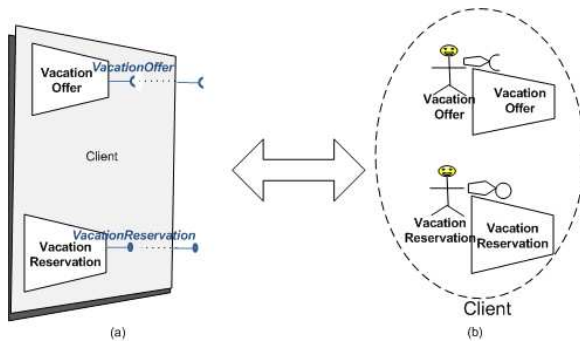 Vacation
Offer
VacationOffer
Client
VacationReservation
Vacation
Reservation
(a)
Vacation
Offer
Vacation
Offer
Vacation
Reservation
Vacation
Reservation
Client
(b)